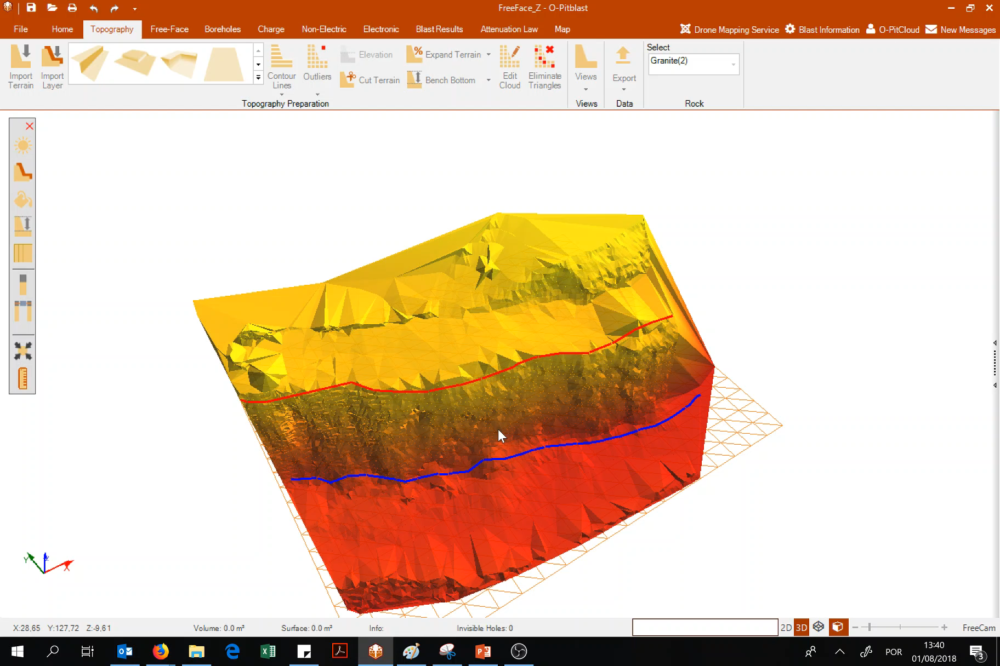 FreeFace_Z - O-Pitblast
File Home Topography Free-Face Boreholes Charge Non-Electric Electronic Blast Results Attenuation Law Map Drone Mapping Service Blast Information O-PitCloud New Messages
Import Terrain
Import Layer
Contour Lines
Outliers
Elevation
Cut Terrain
% Expand Terrain
Bench Bottom
Edit Cloud
Eliminate Triangles
Topography Preparation
Views
Views
Export
Data
Select
Granite(2)
Rock
Y Z X
X:28,65 Y:127,72 Z:-9,61 Volume: 0.0 m³ Surface: 0.0 m² Info: Invisible Holes: 0 2D 3D FreeCam
POR
13:40
01/08/2018
3